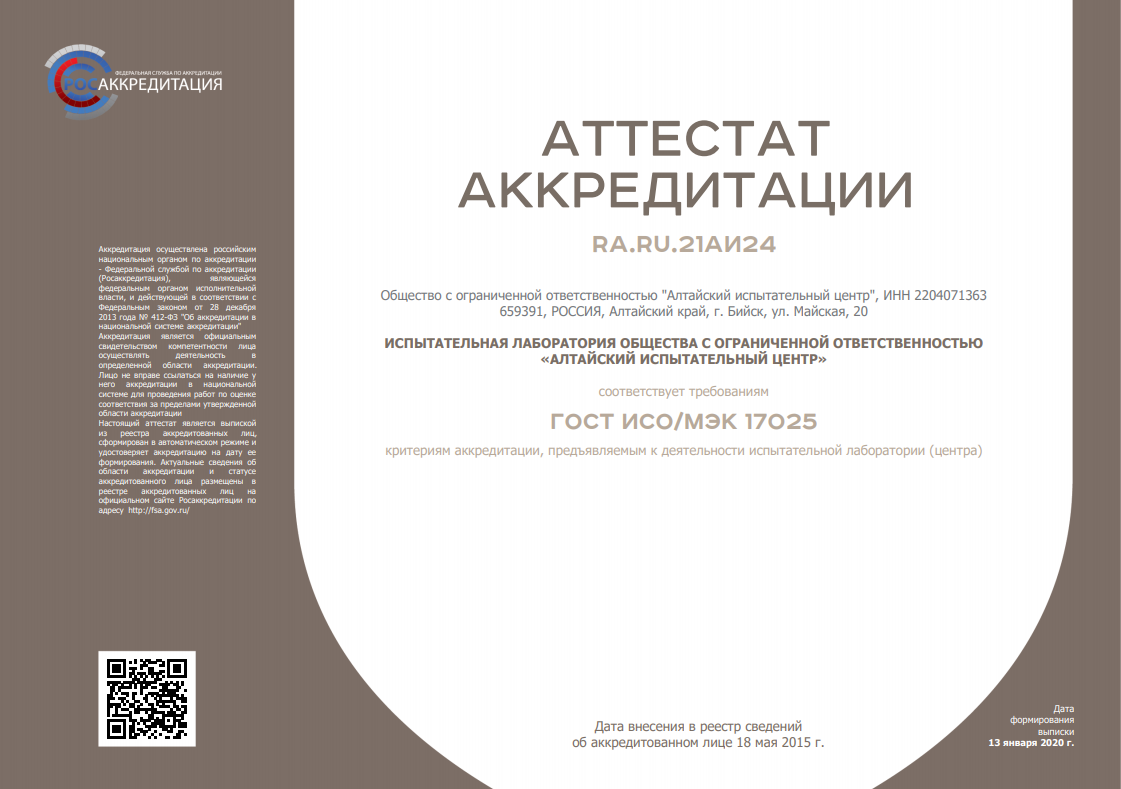 ФЕДЕРАЛЬНАЯ СЛУЖБА ПО АККРЕДИТАЦИИ
РОСАККРЕДИТАЦИЯ
Аккредитация осуществлена российским
национальным органом по аккредитации
- Федеральной службой по аккредитации
(Росаккредитация), являющейся
федеральным органом исполнительной
власти, и действующей в соответствии с
Федеральным законом от 28 декабря
2013 года № 412-ФЗ "Об аккредитации в
национальной системе аккредитации"
Аккредитация является официальным
свидетельством компетентности лица
осуществлять деятельность в
определенной области аккредитации.
Лицо не вправе ссылаться на наличие у
него аккредитации в национальной
системе для проведения работ по оценке
соответствия за пределами утвержденной
области аккредитации
Настоящий аттестат является выпиской
из реестра аккредитованных лиц,
сформирован в автоматическом режиме и
удостоверяет аккредитацию на дату ее
формирования. Актуальные сведения об
области аккредитации и статусе
аккредитованного лица размещены в
реестре аккредитованных лиц на
официальном сайте Росаккредитации по
адресу http://fsa.gov.ru/
АТТЕСТАТ
АККРЕДИТАЦИИ
RA.RU.21АИ24
Общество с ограниченной ответственностью "Алтайский испытательный центр", ИНН 2204071363
659391, РОССИЯ, Алтайский край, г. Бийск, ул. Майская, 20
ИСПЫТАТЕЛЬНАЯ ЛАБОРАТОРИЯ ОБЩЕСТВА С ОГРАНИЧЕННОЙ ОТВЕТСТВЕННОСТЬЮ
«АЛТАЙСКИЙ ИСПЫТАТЕЛЬНЫЙ ЦЕНТР»
соответствует требованиям
ГОСТ ИСО/МЭК 17025
критериям аккредитации, предъявляемым к деятельности испытательной лаборатории (центра)
Дата внесения в реестр сведений
об аккредитованном лице 18 мая 2015 г.
Дата
формирования
выписки
13 января 2020 г.